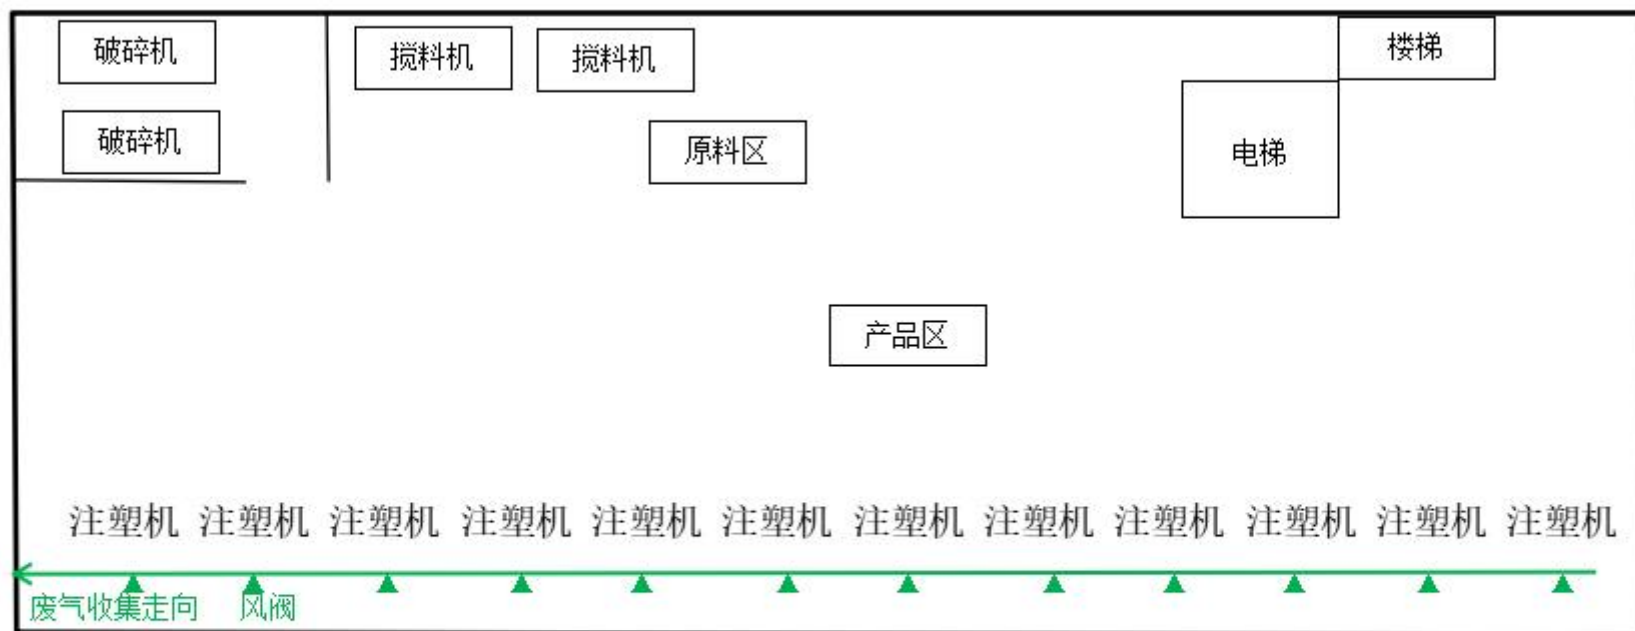 破碎机
搅料机
搅料机
楼梯
破碎机
原料区
电梯
产品区
注塑机 注塑机 注塑机 注塑机 注塑机 注塑机 注塑机 注塑机 注塑机 注塑机 注塑机 注塑机
废气收集走向 风阀